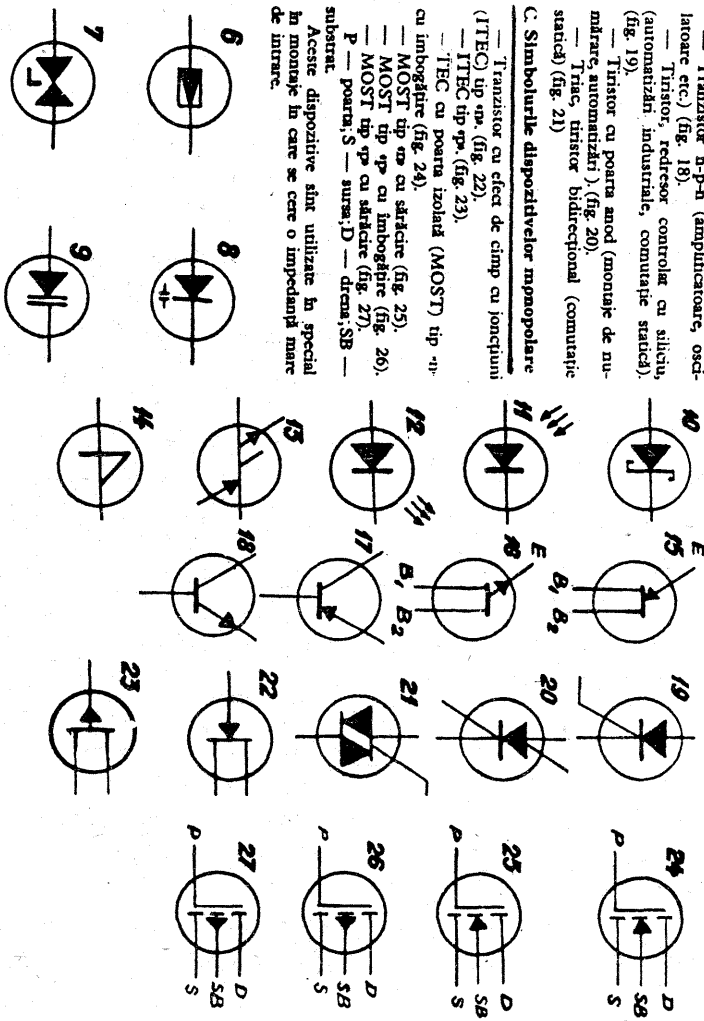 — Tranzistor n-p-n (amplificatoare, osci-
latoare etc.) (fig. 18).
— Tiristor, redresor controlat cu siliciu,
(automatizări industriale, comutație statică).
(fig. 19).
— Tiristor cu poarta anod (montaje de nu-
mărare, automatizări ). (fig. 20).
— Triac, tiristor bidirecțional (comutație
statică) (fig. 21)
C. Simbolurile dispozitivelor monopolare
— Tranzistor cu efect de cîmp cu joncțiuni
(ITEC) tip «n». (fig. 22).
— ITEC tip «p». (fig. 23).
— TEC cu poarta izolată (MOST) tip «n»
cu imbogățire (fig. 24).
— MOST tip «n» cu sărăcire (fig. 25).
— MOST tip «p» cu îmbogățire (fig. 26).
— MOST tip «p» cu sărăcire (fig. 27).
P — poarta; S — sursa; D — drena; SB —
substrat.
Aceste dispozitive sînt utilizate în special
în montaje în care se cere o impedanță mare
de intrare.
6
7
8
9
10
11
12
13
14
15
E
B1 B2
16
E
B1 B2
17
18
19
20
21
22
23
24
P
D
SB
S
25
P
D
SB
S
26
P
D
SB
S
27
P
D
SB
S